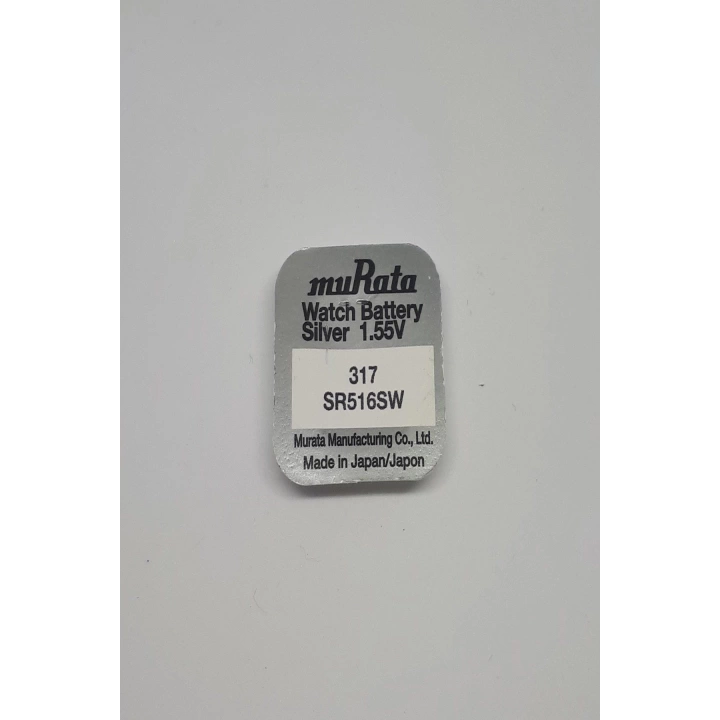 muRata
Watch Battery
Silver 1.55V
317
SR516SW
Murata Manufacturing Co., Ltd.
Made in Japan/Japon